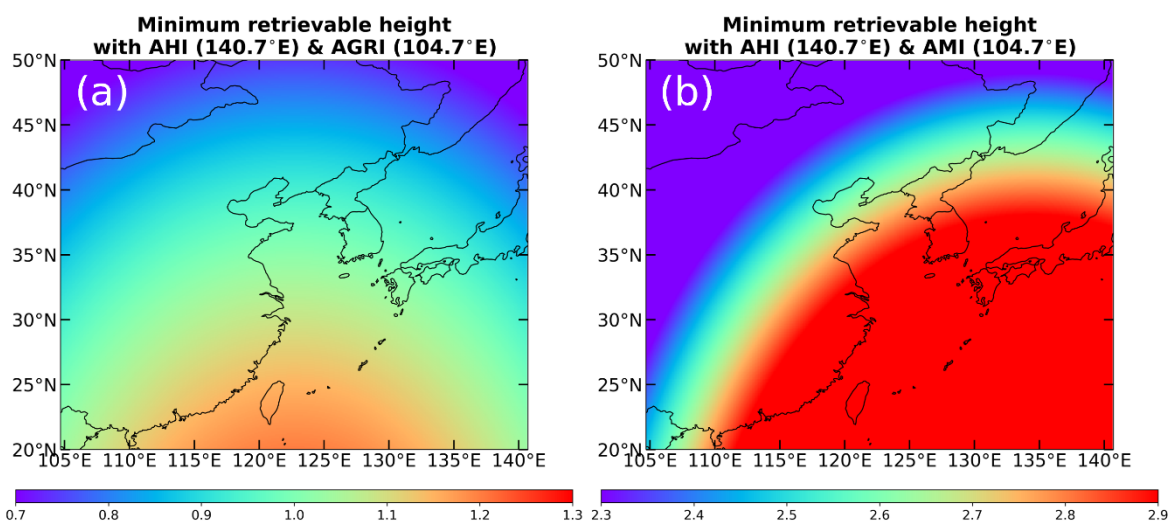 Minimum retrievable height
with AHI (140.7°E) & AGRI (104.7°E)
(a)
50°N
45°N
40°N
35°N
30°N
25°N
20°N
105°E 110°E 115°E 120°E 125°E 130°E 135°E 140°E
0.7 0.8 0.9 1.0 1.1 1.2 1.3
Minimum retrievable height
with AHI (140.7°E) & AMI (104.7°E)
(b)
50°N
45°N
40°N
35°N
30°N
25°N
20°N
105°E 110°E 115°E 120°E 125°E 130°E 135°E 140°E
2.3 2.4 2.5 2.6 2.7 2.8 2.9